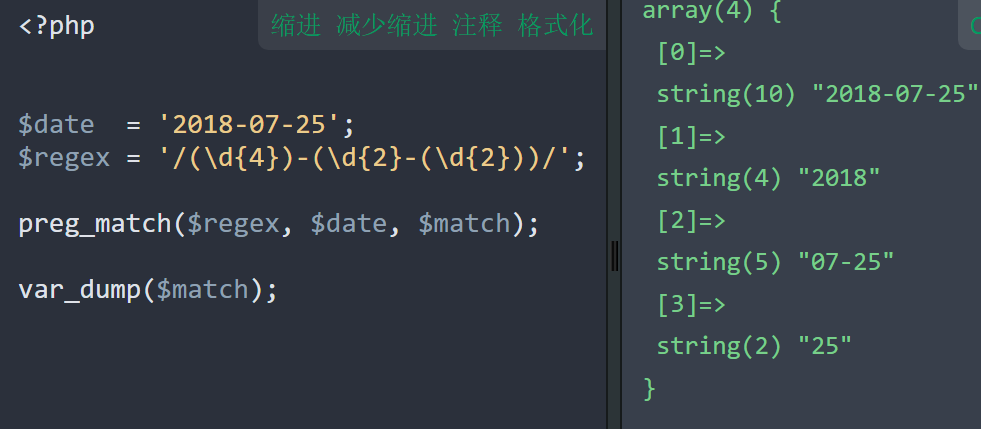 <?php
缩进 减少缩进 注释 格式化
$date  = '2018-07-25';
$regex = '/(\d{4})-(\d{2}-(\d{2}))/';
preg_match($regex, $date, $match);
var_dump($match);
array(4) {
[0]=>
string(10) "2018-07-25"
[1]=>
string(4) "2018"
[2]=>
string(5) "07-25"
[3]=>
string(2) "25"
}